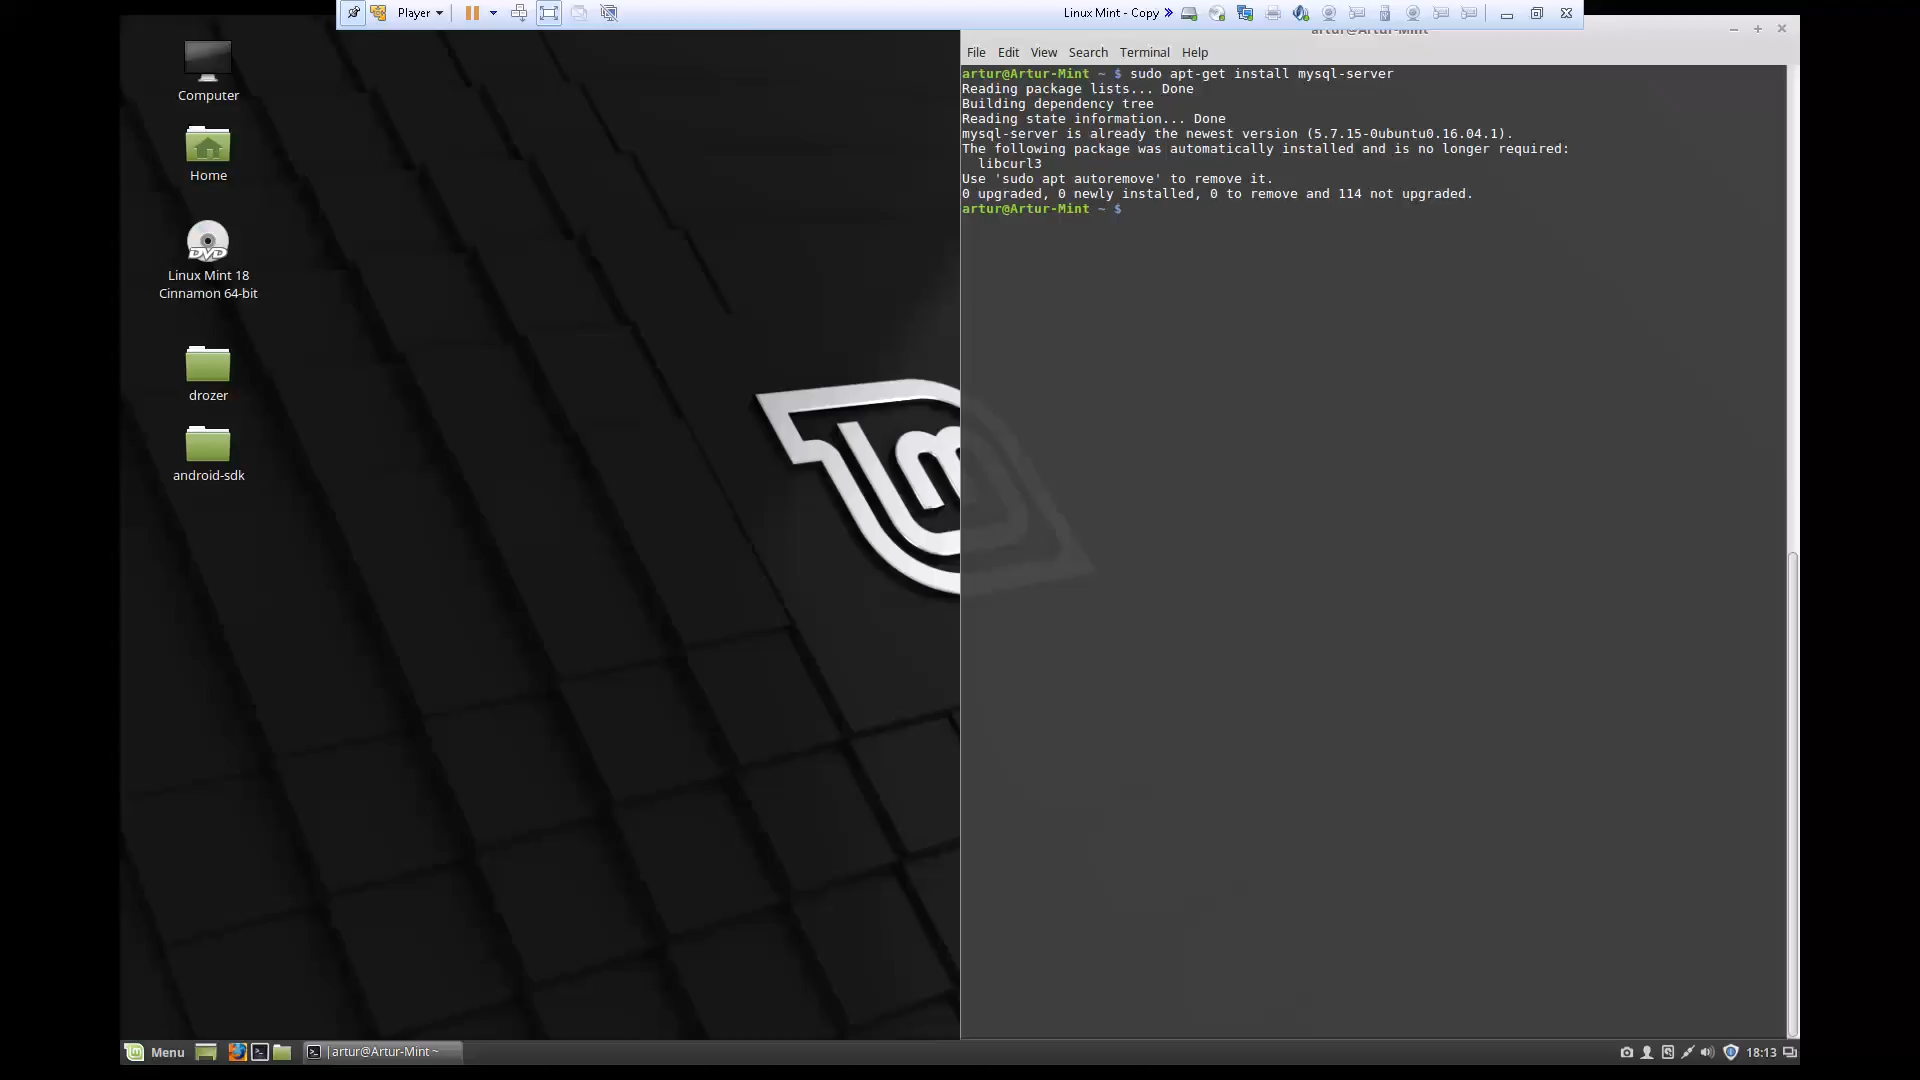 Player
Linux Mint - Copy
Computer
Home
DVD
Linux Mint 18
Cinnamon 64-bit
drozer
android-sdk
artur@Artur-Mint
File Edit View Search Terminal Help
artur@Artur-Mint ~ $ sudo apt-get install mysql-server
Reading package lists... Done
Building dependency tree
Reading state information... Done
mysql-server is already the newest version (5.7.15-0ubuntu0.16.04.1).
The following package was automatically installed and is no longer required:
  libcurl3
Use 'sudo apt autoremove' to remove it.
0 upgraded, 0 newly installed, 0 to remove and 114 not upgraded.
artur@Artur-Mint ~ $
Menu
artur@Artur-Mint ~
18:13